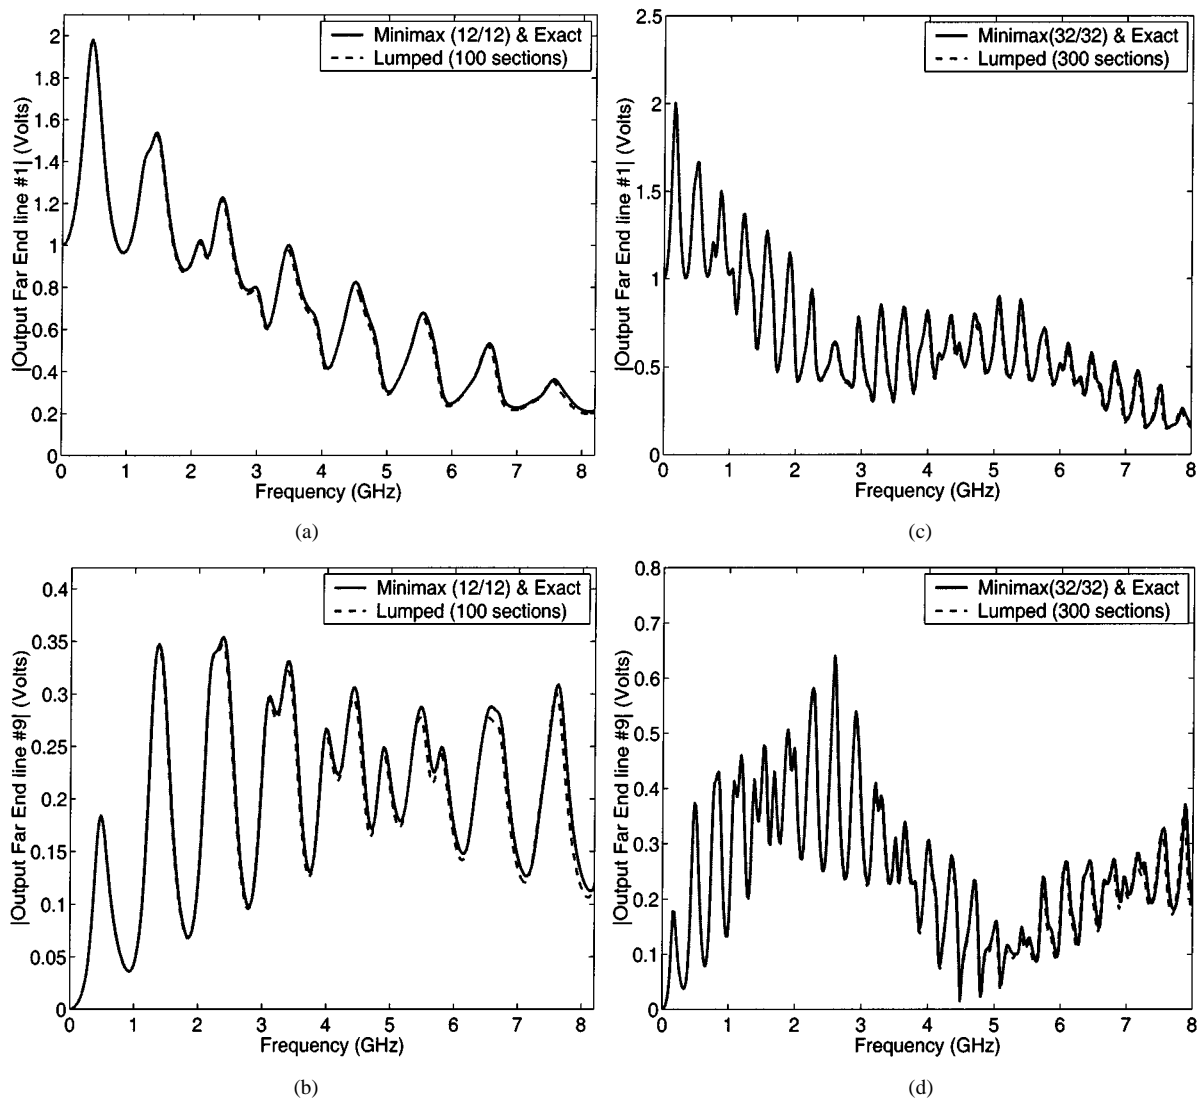 |Output Far End line #1| (Volts)
2
1.8
1.6
1.4
1.2
1
0.8
0.6
0.4
0.2
0
Minimax (12/12) & Exact
Lumped (100 sections)
0 1 2 3 4 5 6 7 8
Frequency (GHz)
(a)
|Output Far End line #1| (Volts)
2.5
2
1.5
1
0.5
0
Minimax(32/32) & Exact
Lumped (300 sections)
0 1 2 3 4 5 6 7 8
Frequency (GHz)
(c)
|Output Far End line #9| (Volts)
0.4
0.35
0.3
0.25
0.2
0.15
0.1
0.05
0
Minimax (12/12) & Exact
Lumped (100 sections)
0 1 2 3 4 5 6 7 8
Frequency (GHz)
(b)
|Output Far End line #9| (Volts)
0.8
0.7
0.6
0.5
0.4
0.3
0.2
0.1
0
Minimax(32/32) & Exact
Lumped (300 sections)
0 1 2 3 4 5 6 7 8
Frequency (GHz)
(d)